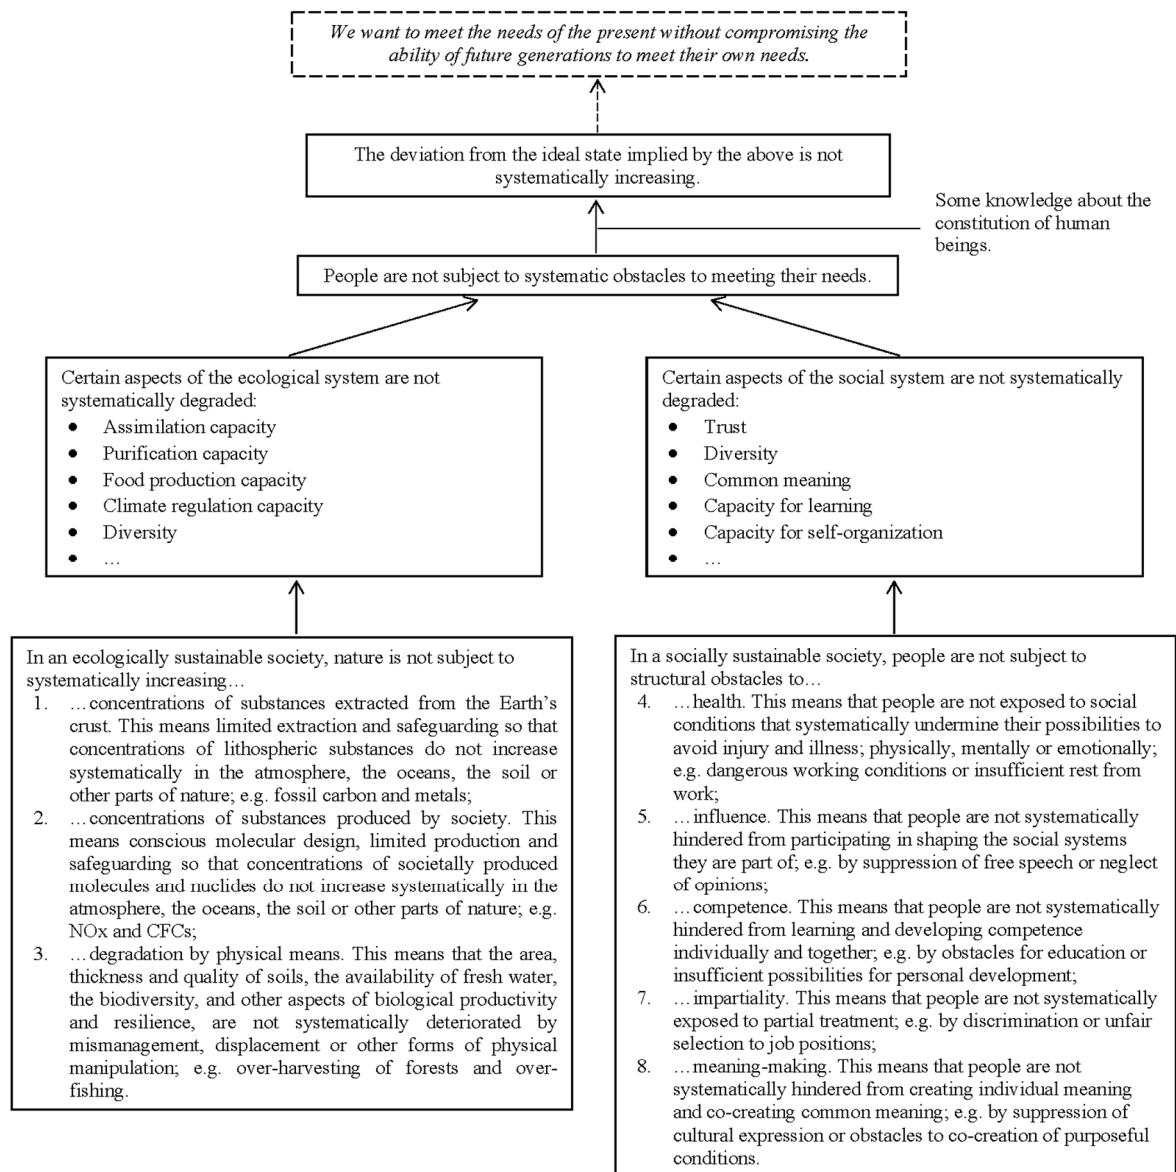 We want to meet the needs of the present without compromising the
ability of future generations to meet their own needs.
The deviation from the ideal state implied by the above is not
systematically increasing.
Some knowledge about the
constitution of human
beings.
People are not subject to systematic obstacles to meeting their needs.
Certain aspects of the ecological system are not
systematically degraded:
● Assimilation capacity
● Purification capacity
● Food production capacity
● Climate regulation capacity
● Diversity
● …
Certain aspects of the social system are not systematically
degraded:
● Trust
● Diversity
● Common meaning
● Capacity for learning
● Capacity for self-organization
● …
In an ecologically sustainable society, nature is not subject to
systematically increasing…
1. …concentrations of substances extracted from the Earth’s
crust. This means limited extraction and safeguarding so that
concentrations of lithospheric substances do not increase
systematically in the atmosphere, the oceans, the soil or
other parts of nature; e.g. fossil carbon and metals;
2. …concentrations of substances produced by society. This
means conscious molecular design, limited production and
safeguarding so that concentrations of societally produced
molecules and nuclides do not increase systematically in the
atmosphere, the oceans, the soil or other parts of nature; e.g.
NOx and CFCs;
3. …degradation by physical means. This means that the area,
thickness and quality of soils, the availability of fresh water,
the biodiversity, and other aspects of biological productivity
and resilience, are not systematically deteriorated by
mismanagement, displacement or other forms of physical
manipulation; e.g. over-harvesting of forests and over-
fishing.
In a socially sustainable society, people are not subject to
structural obstacles to…
4. …health. This means that people are not exposed to social
conditions that systematically undermine their possibilities to
avoid injury and illness; physically, mentally or emotionally;
e.g. dangerous working conditions or insufficient rest from
work;
5. …influence. This means that people are not systematically
hindered from participating in shaping the social systems
they are part of; e.g. by suppression of free speech or neglect
of opinions;
6. …competence. This means that people are not systematically
hindered from learning and developing competence
individually and together; e.g. by obstacles for education or
insufficient possibilities for personal development;
7. …impartiality. This means that people are not systematically
exposed to partial treatment; e.g. by discrimination or unfair
selection to job positions;
8. …meaning-making. This means that people are not
systematically hindered from creating individual meaning
and co-creating common meaning; e.g. by suppression of
cultural expression or obstacles to co-creation of purposeful
conditions.